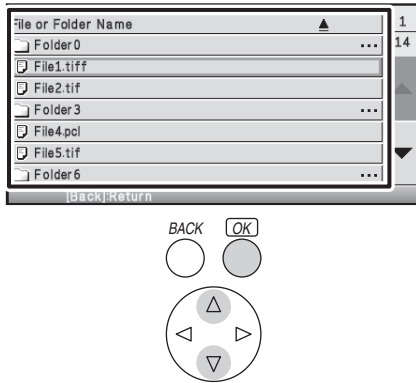 File or Folder Name
1
14
Folder0
...
File1.tiff
File2.tif
Folder3
...
File4.pcl
File5.tif
Folder6
...
[Back]:Return
BACK
OK